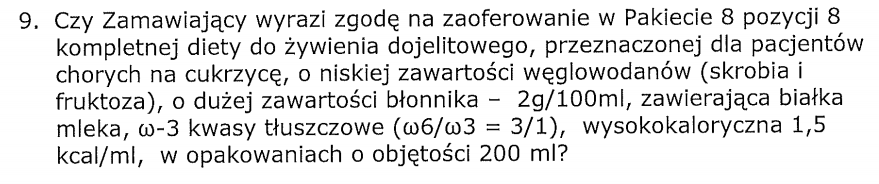 9. Czy Zamawiający wyrazi zgodę na zaoferowanie w Pakiecie 8 pozycji 8
kompletnej diety do żywienia dojelitowego, przeznaczonej dla pacjentów
chorych na cukrzycę, o niskiej zawartości węglowodanów (skrobia i
fruktoza), o dużej zawartości błonnika – 2g/100ml, zawierająca białka
mleka, ω-3 kwasy tłuszczowe (ω6/ω3 = 3/1), wysokokaloryczna 1,5
kcal/ml, w opakowaniach o objętości 200 ml?